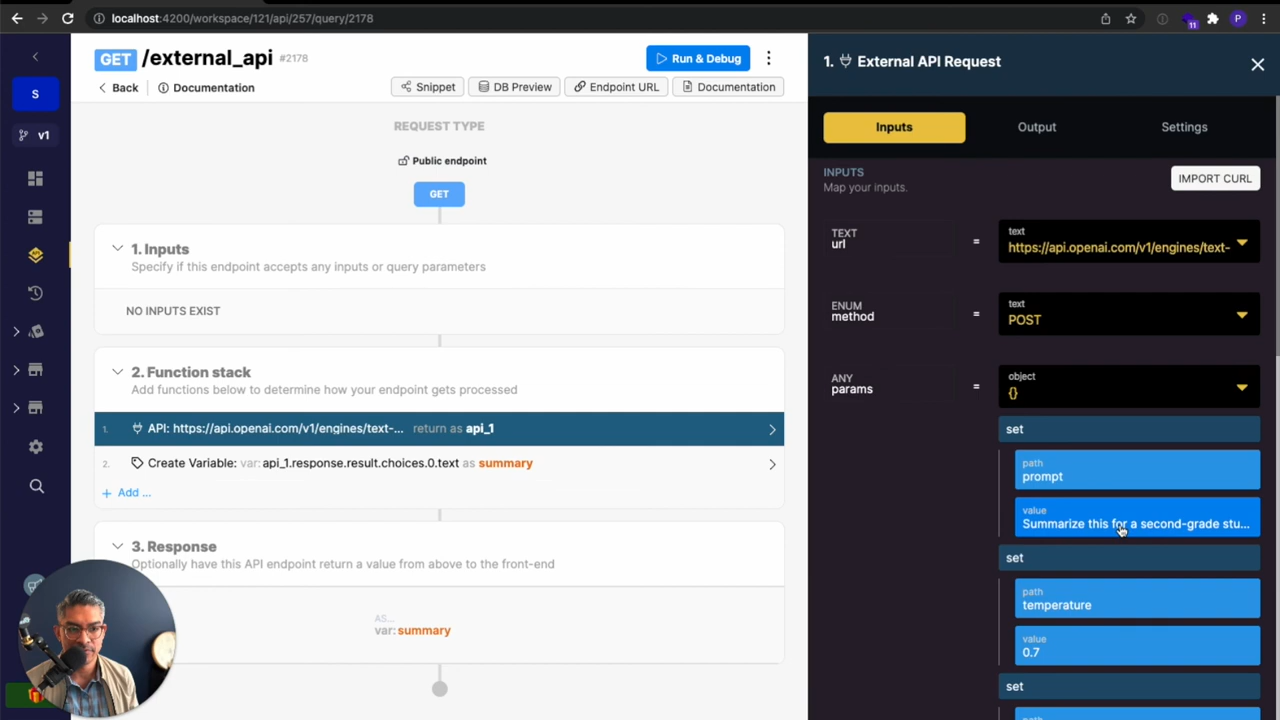 localhost:4200/workspace/121/api/257/query/2178
P
11
S
v1
GET /external_api #2178
Run & Debug
Back
Documentation
Snippet
DB Preview
Endpoint URL
Documentation
REQUEST TYPE
Public endpoint
GET
1. Inputs
Specify if this endpoint accepts any inputs or query parameters
NO INPUTS EXIST
2. Function stack
Add functions below to determine how your endpoint gets processed
1. API: https://api.openai.com/v1/engines/text-... return as api_1
2. Create Variable: var: api_1.response.result.choices.0.text as summary
+ Add ...
3. Response
Optionally have this API endpoint return a value from above to the front-end
AS...
var: summary
1. External API Request
Inputs
Output
Settings
INPUTS
Map your inputs.
IMPORT CURL
TEXT
url
=
text
https://api.openai.com/v1/engines/text-
ENUM
method
=
text
POST
ANY
params
=
object
{}
set
path
prompt
value
Summarize this for a second-grade stu...
set
path
temperature
value
0.7
set
path